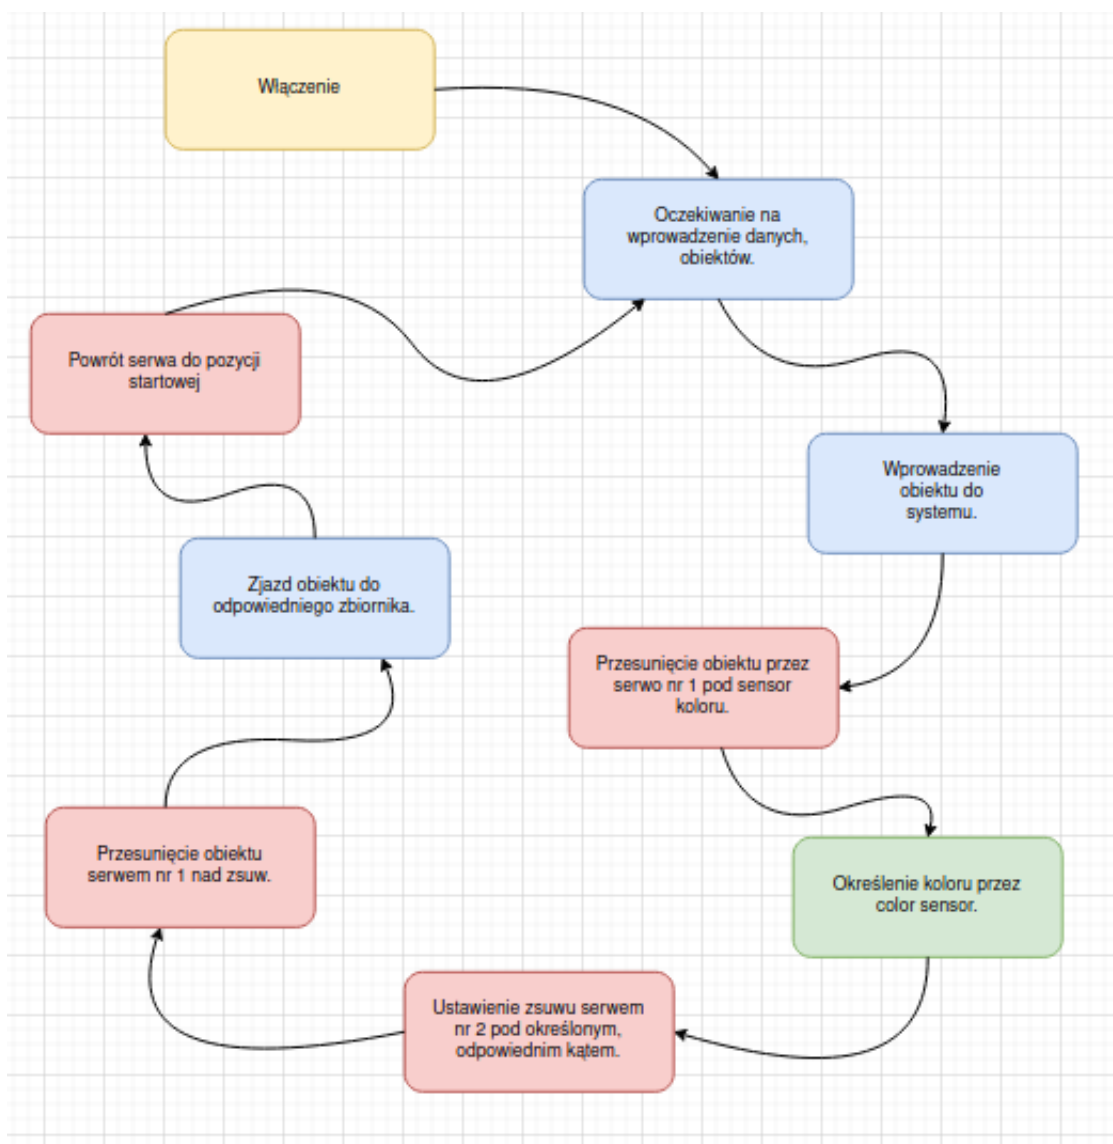 Włączenie
Oczekiwanie na
wprowadzenie danych,
obiektów.
Powrót serwa do pozycji
startowej
Wprowadzenie
obiektu do
systemu.
Zjazd obiektu do
odpowiedniego zbiornika.
Przesunięcie obiektu przez
serwo nr 1 pod sensor
koloru.
Przesunięcie obiektu
serwem nr 1 nad zsuw.
Określenie koloru przez
color sensor.
Ustawienie zsuwu serwem
nr 2 pod określonym,
odpowiednim kątem.